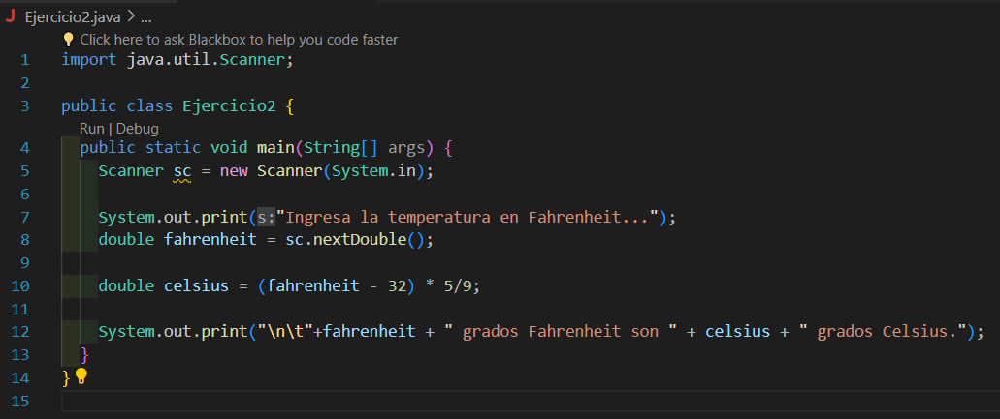 J Ejercicio2.java > ...
Click here to ask Blackbox to help you code faster
1 import java.util.Scanner;
2
3 public class Ejercicio2 {
Run | Debug
4 public static void main(String[] args) {
5 Scanner sc = new Scanner(System.in);
6
7 System.out.print(s:"Ingresa la temperatura en Fahrenheit...");
8 double fahrenheit = sc.nextDouble();
9
10 double celsius = (fahrenheit - 32) * 5/9;
11
12 System.out.print("\n\t"+fahrenheit + " grados Fahrenheit son " + celsius + " grados Celsius.");
13 }
14 }
15